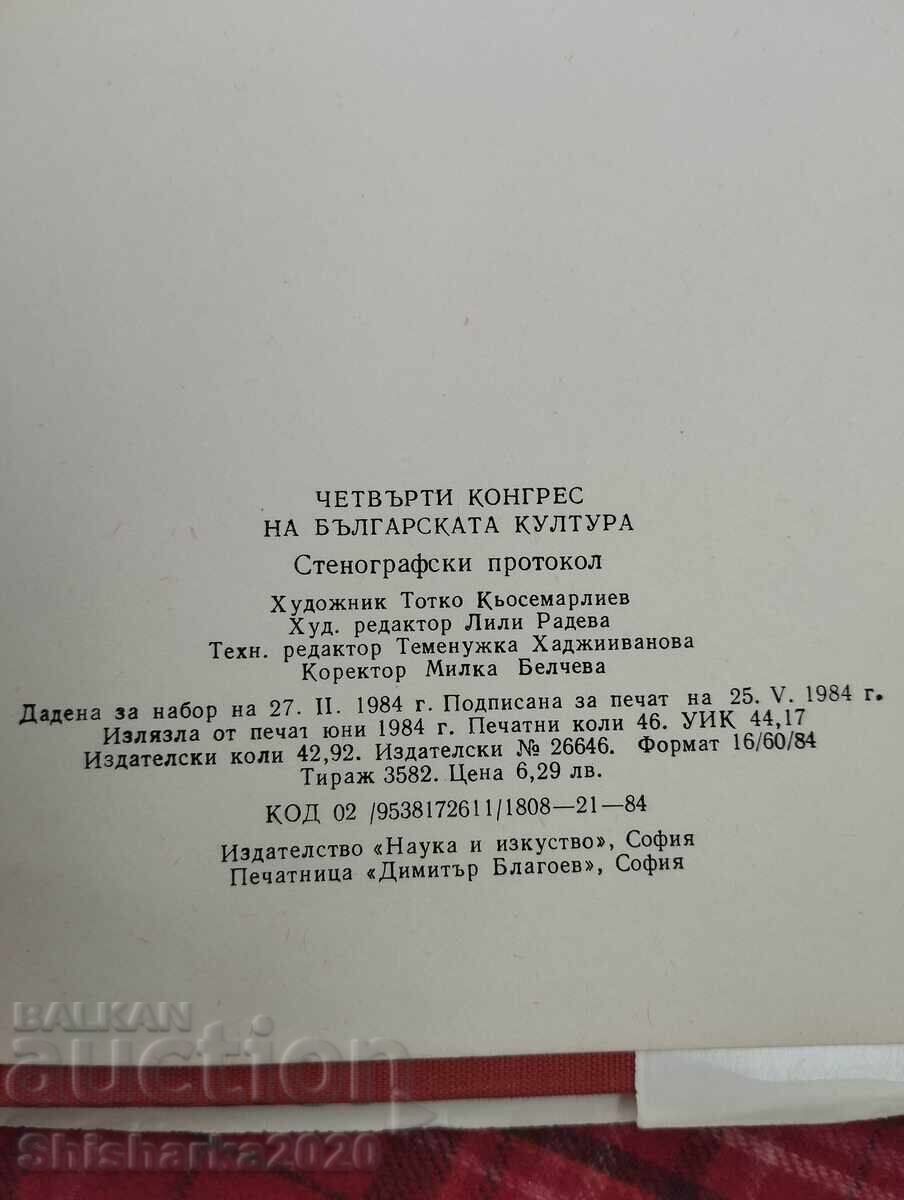 ЧЕТВЪРТИ КОНГРЕС
НА БЪЛГАРСКАТА КУЛТУРА
Стенографски протокол
Художник Тотко Кьосемарлиев
Худ. редактор Лили Радева
Техн. редактор Теменужка Хаджииванова
Коректор Милка Белчева
Дадена за набор на 27. II. 1984 г. Подписана за печат на 25. V. 1984 г.
Излязла от печат юни 1984 г. Печатни коли 46. УИК 44,17
Издателски коли 42,92. Издателски № 26646. Формат 16/60/84
Тираж 3582. Цена 6,29 лв.
КОД 02 /9538172611/1808—21—84
Издателство «Наука и изкуство», София
Печатница «Димитър Благоев», София
BALKAN
auction
Shisharka2020